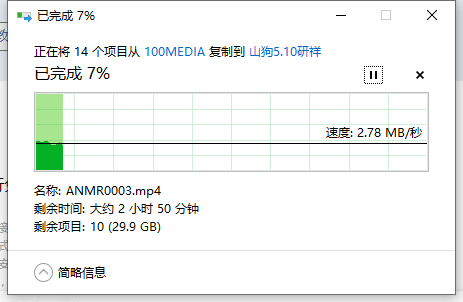 已完成 7%
正在将 14 个项目从 100MEDIA 复制到 山狗5.10研祥
已完成 7%
速度: 2.78 MB/秒
名称: ANMR0003.mp4
剩余时间: 大约 2 小时 50 分钟
剩余项目: 10 (29.9 GB)
简略信息